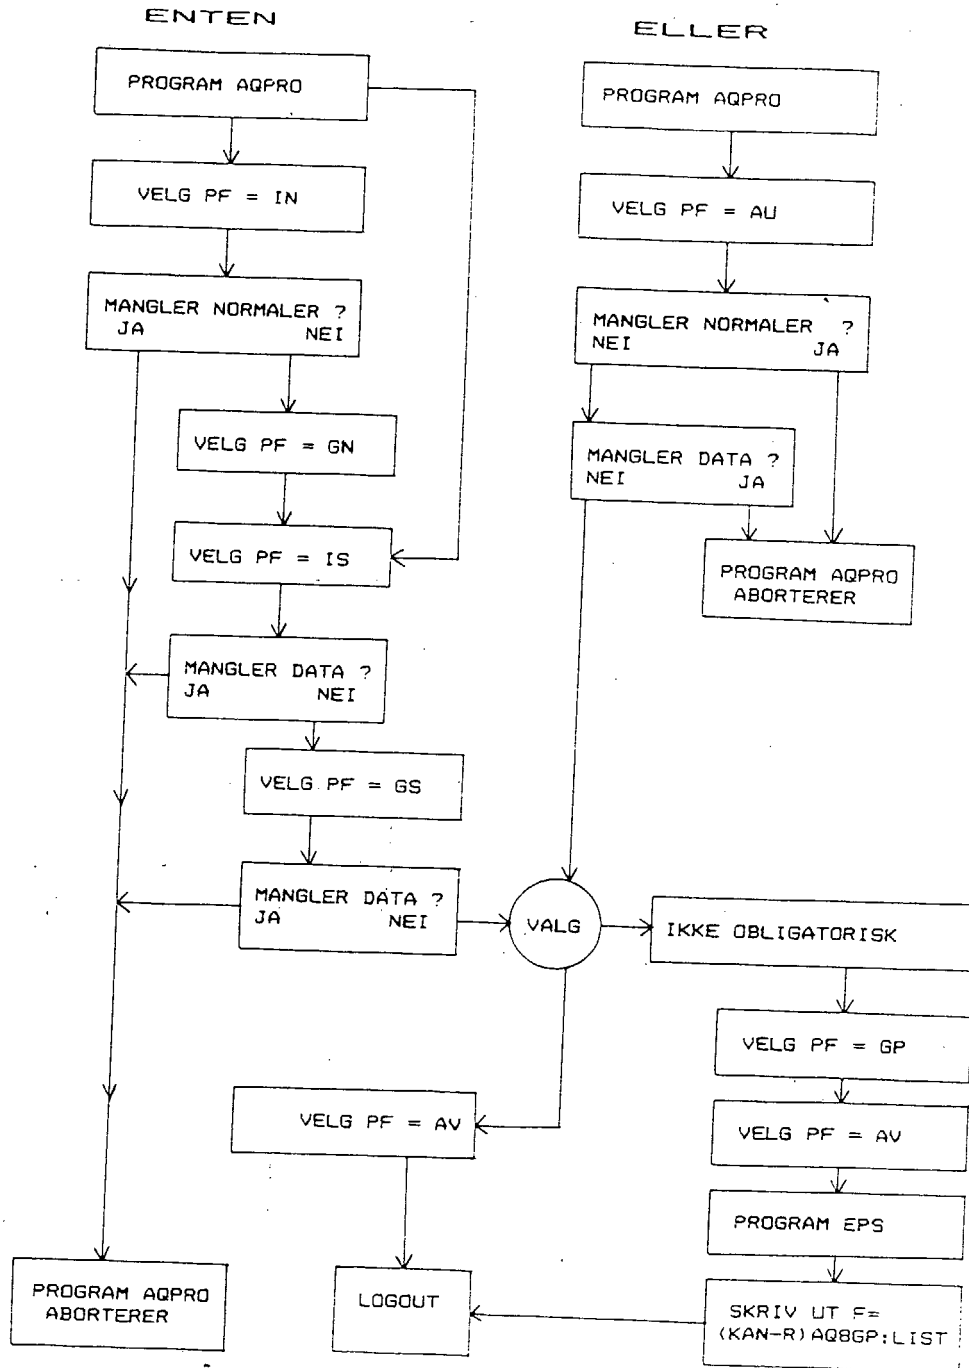 ENTEN
PROGRAM AQPRO
VELG PF = IN
MANGLER NORMALER ?
JA NEI
VELG PF = GN
VELG PF = IS
MANGLER DATA ?
JA NEI
VELG PF = GS
MANGLER DATA ?
JA NEI
VELG PF = AV
PROGRAM AQPRO
ABORTERER
LOGOUT
ELLER
PROGRAM AQPRO
VELG PF = AU
MANGLER NORMALER ?
NEI JA
MANGLER DATA ?
NEI JA
PROGRAM AQPRO
ABORTERER
VALG
IKKE OBLIGATORISK
VELG PF = GP
VELG PF = AV
PROGRAM EPS
SKRIV UT F=
(KAN-R)AQ8GP:LIST